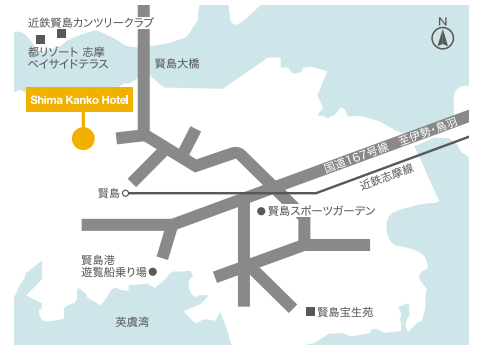 近鉄賢島カンツリークラブ
N
都リゾート 志摩
ベイサイドテラス
賢島大橋
Shima Kanko Hotel
国道167号線 至伊勢・鳥羽
近鉄志摩線
賢島
賢島スポーツガーデン
賢島港
遊覧船乗り場
賢島宝生苑
英虞湾